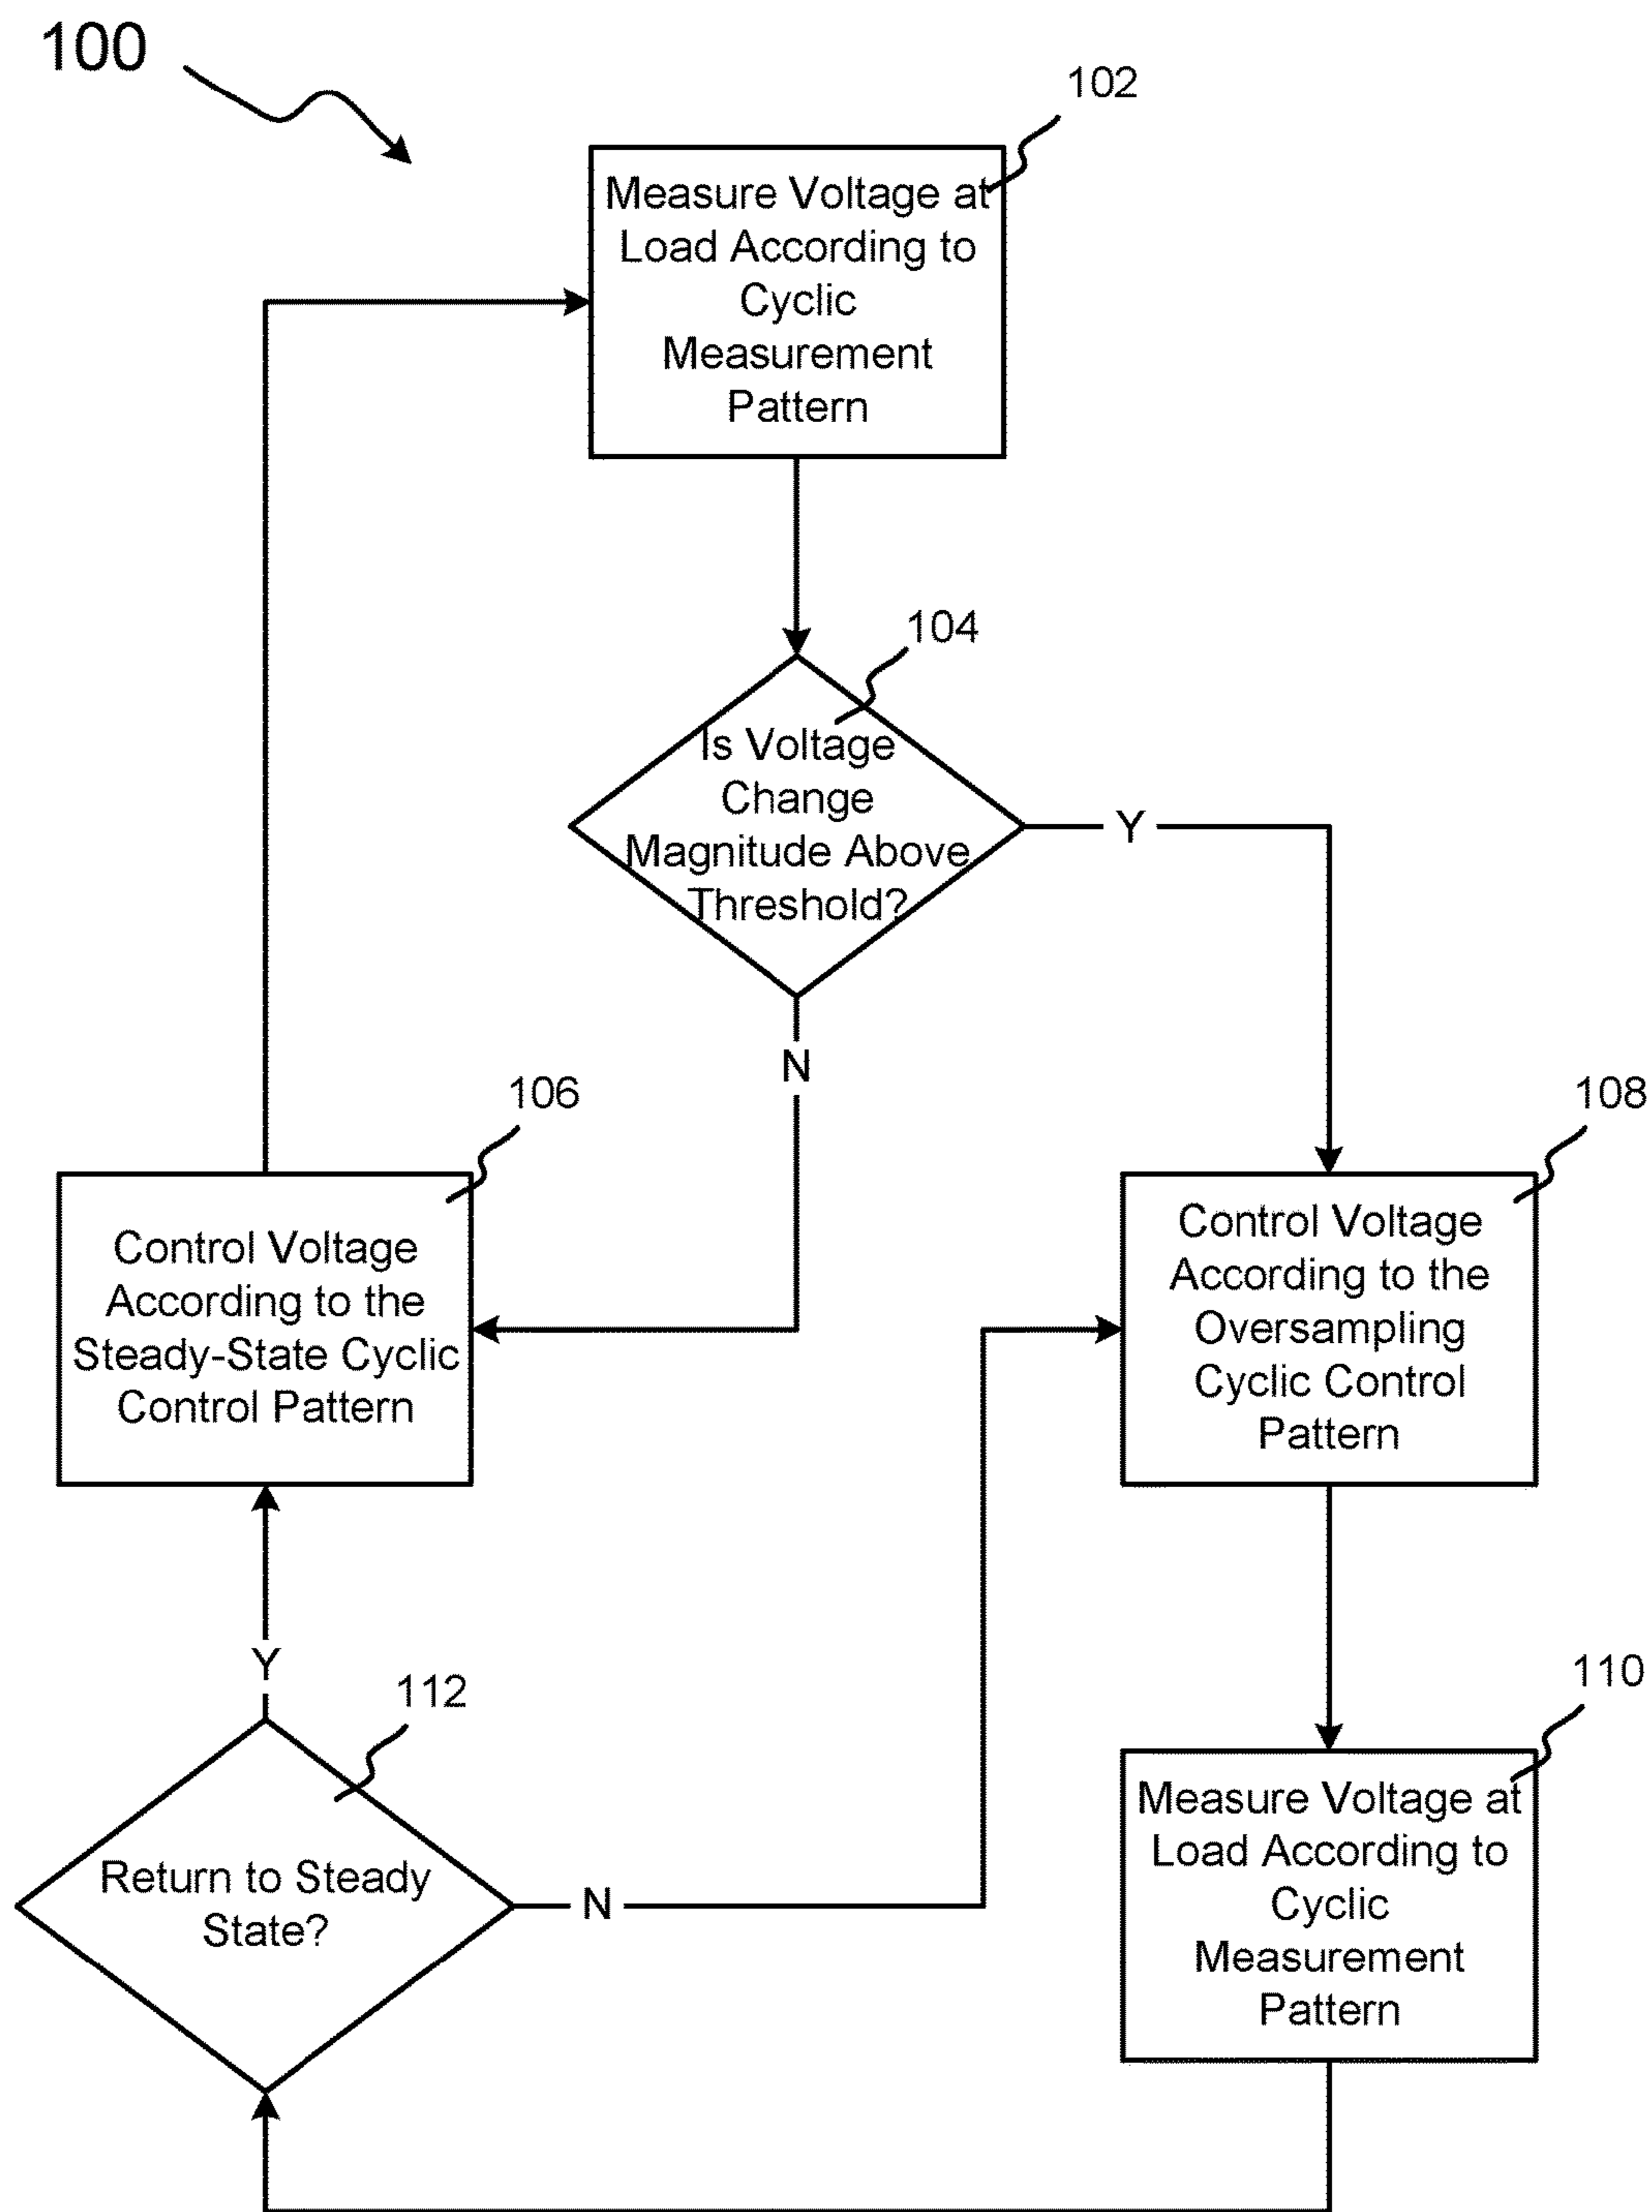 100
102
Measure Voltage at
Load According to
Cyclic
Measurement
Pattern
104
Is Voltage
Change
Magnitude Above
Threshold?
Y
N
106
Control Voltage
According to the
Steady-State Cyclic
Control Pattern
108
Control Voltage
According to the
Oversampling
Cyclic Control
Pattern
Y
112
Return to Steady
State?
N
110
Measure Voltage at
Load According to
Cyclic
Measurement
Pattern